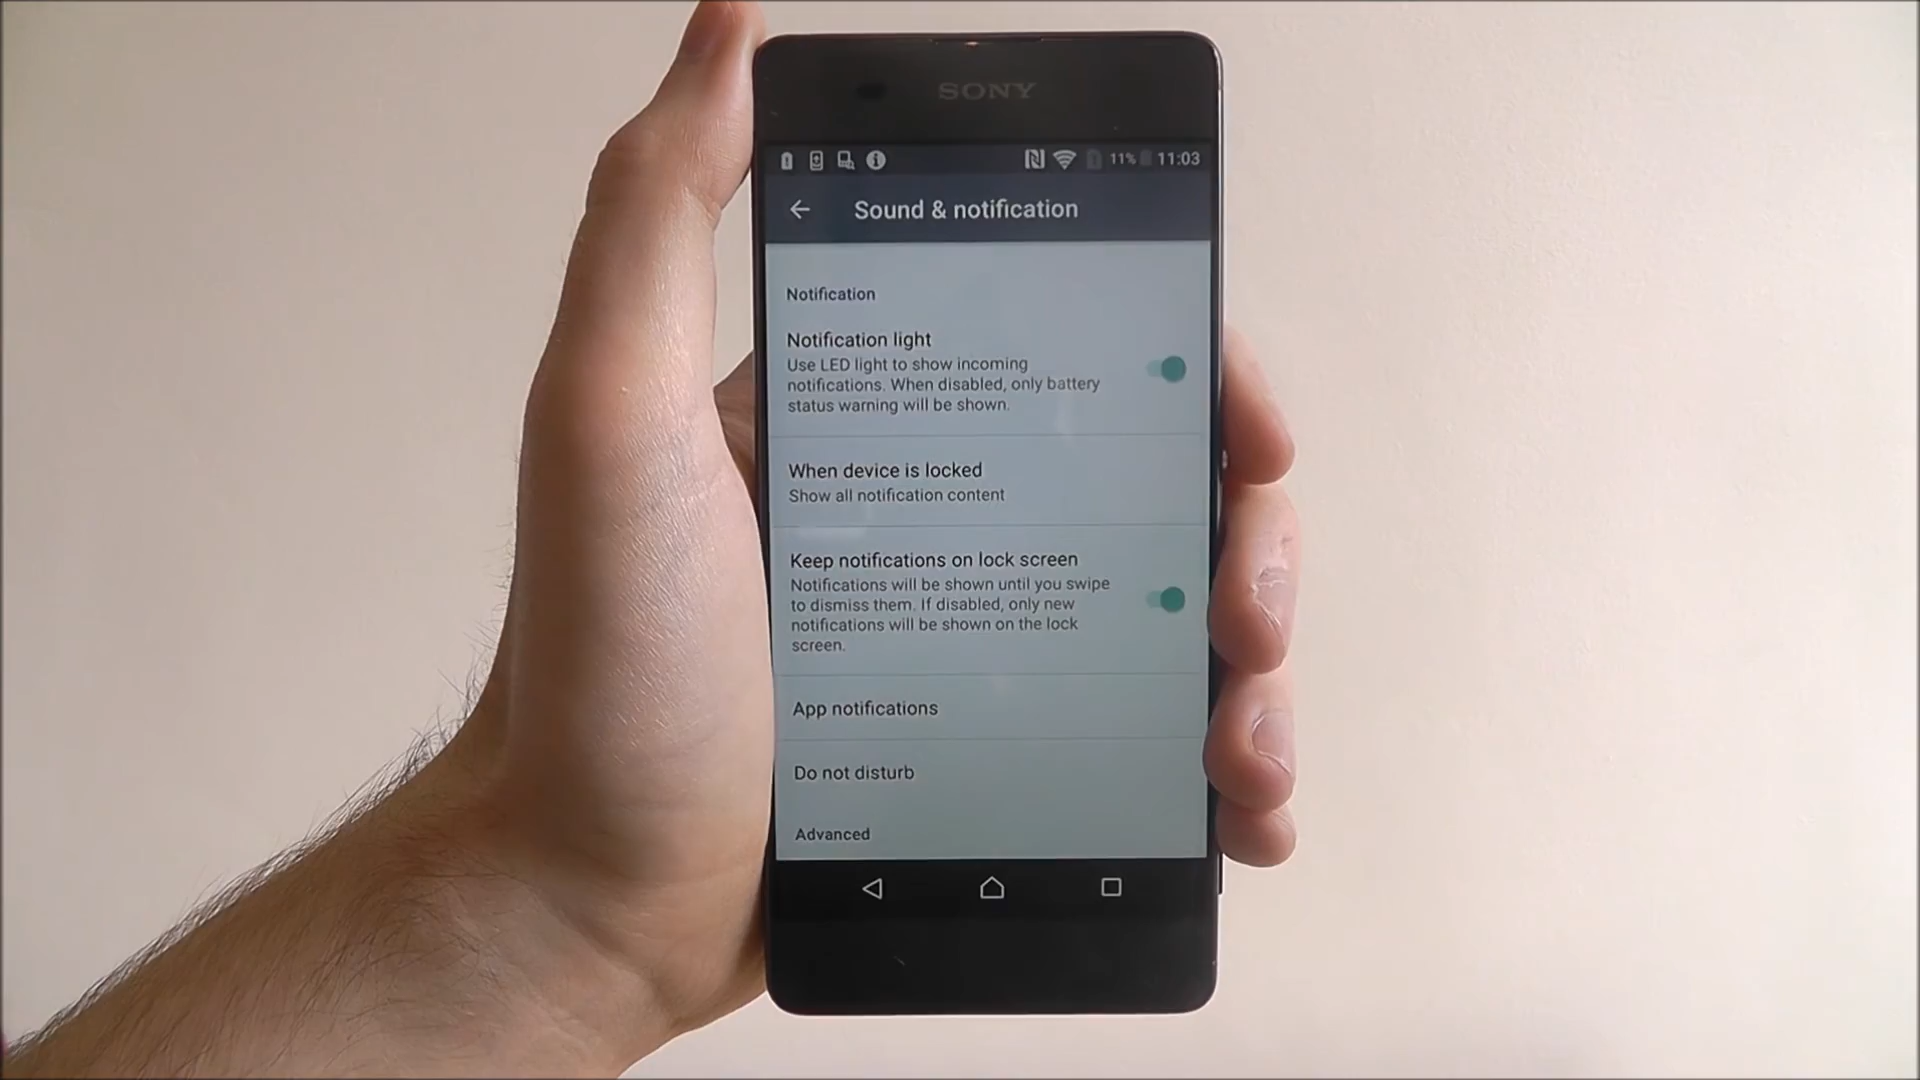 SONY
11% 11:03
Sound & notification
Notification
Notification light
Use LED light to show incoming
notifications. When disabled, only battery
status warning will be shown.
When device is locked
Show all notification content
Keep notifications on lock screen
Notifications will be shown until you swipe
to dismiss them. If disabled, only new
notifications will be shown on the lock
screen.
App notifications
Do not disturb
Advanced